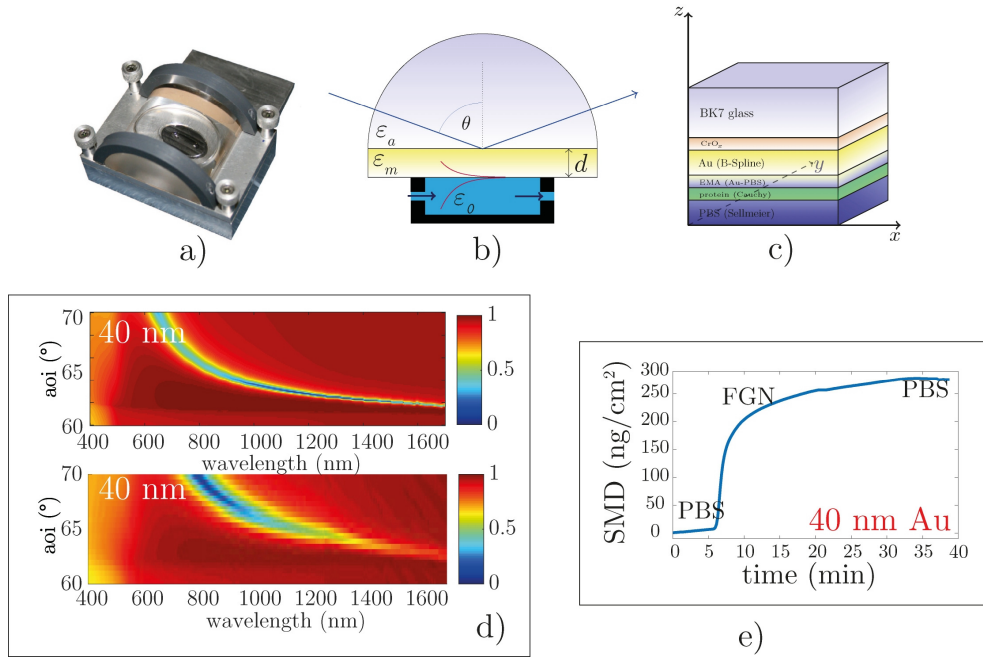 θ
ε_a
ε_m
d
ε_0
a)
b)
z
BK7 glass
CrOₓ
Au (B-Spline)
y
EMA (Au-PBS)
protein (Cauchy)
PBS (Sellmeier)
x
c)
70
40 nm
65
60
aoi (°)
400 600 800 1000 1200 1400 1600
wavelength (nm)
1
0.5
0
70
40 nm
65
60
aoi (°)
400 600 800 1000 1200 1400 1600
wavelength (nm)
1
0.5
0
d)
SMD (ng/cm²)
300
250
200
150
100
50
0
PBS
FGN
PBS
40 nm Au
0 5 10 15 20 25 30 35 40
time (min)
e)